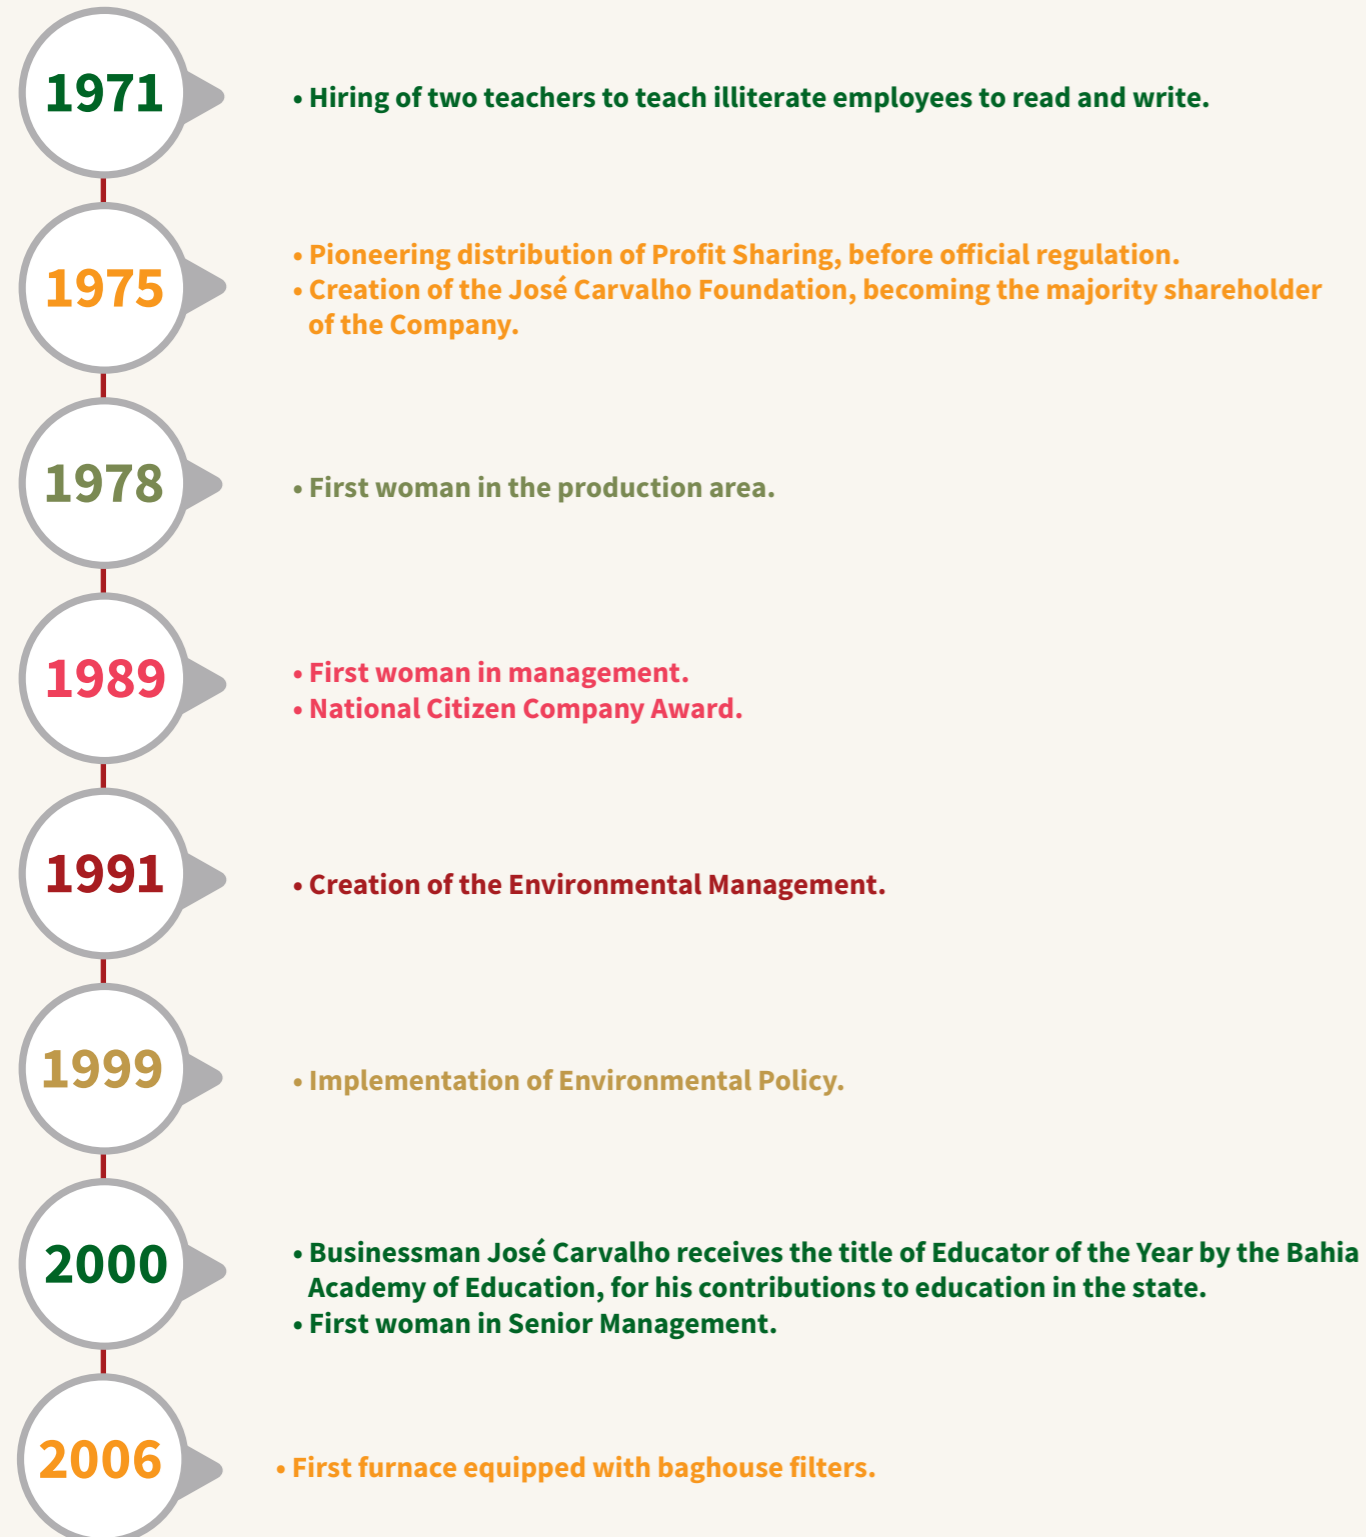 1971
• Hiring of two teachers to teach illiterate employees to read and write.
1975
• Pioneering distribution of Profit Sharing, before official regulation.
• Creation of the José Carvalho Foundation, becoming the majority shareholder
of the Company.
1978
• First woman in the production area.
1989
• First woman in management.
• National Citizen Company Award.
1991
• Creation of the Environmental Management.
1999
• Implementation of Environmental Policy.
2000
• Businessman José Carvalho receives the title of Educator of the Year by the Bahia
Academy of Education, for his contributions to education in the state.
• First woman in Senior Management.
2006
• First furnace equipped with baghouse filters.